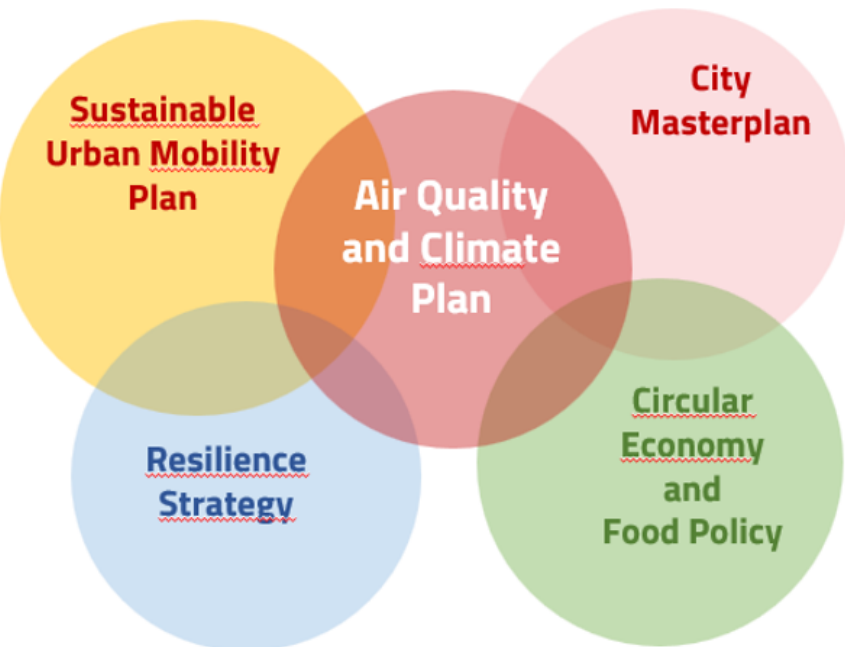 Sustainable
Urban Mobility
Plan
City
Masterplan
Air Quality
and Climate
Plan
Resilience
Strategy
Circular
Economy
and
Food Policy